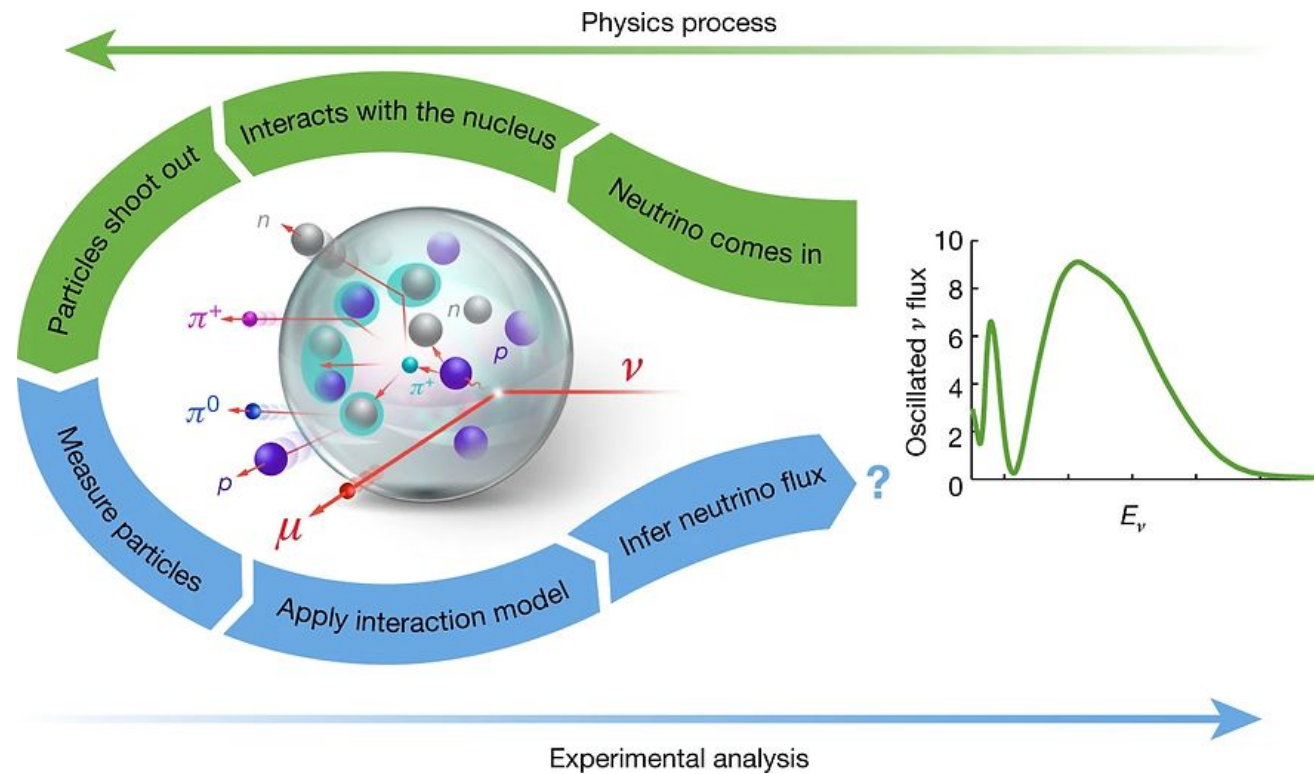 Physics process
Interacts with the nucleus
Particles shoot out
Neutrino comes in
n
π⁺
n
p
π⁺
ν
π⁰
p
μ
Measure particles
Apply interaction model
Infer neutrino flux
?
Oscillated ν flux
10
8
6
4
2
0
Eᵥ
Experimental analysis